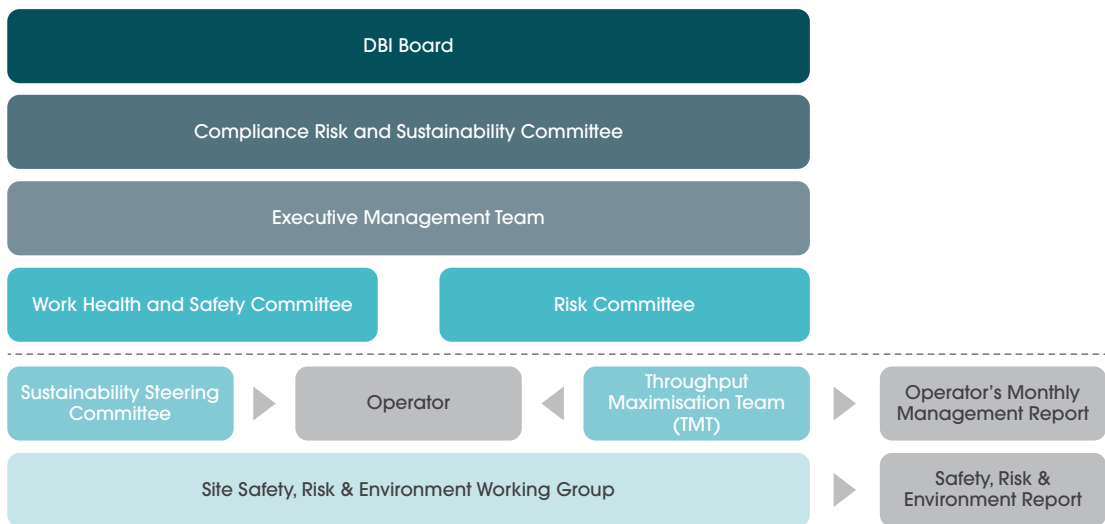 DBI Board
Compliance Risk and Sustainability Committee
Executive Management Team
Work Health and Safety Committee
Risk Committee
Sustainability Steering
Committee
Operator
Throughput
Maximisation Team
(TMT)
Operator's Monthly
Management Report
Site Safety, Risk & Environment Working Group
Safety, Risk &
Environment Report